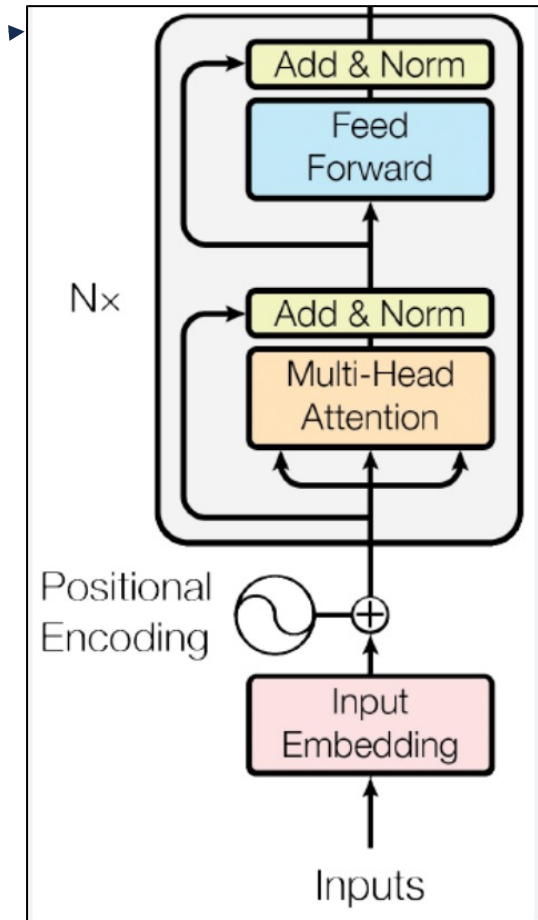 Add & Norm
Feed
Forward
Nx
Add & Norm
Multi-Head
Attention
Positional
Encoding
Input
Embedding
Inputs